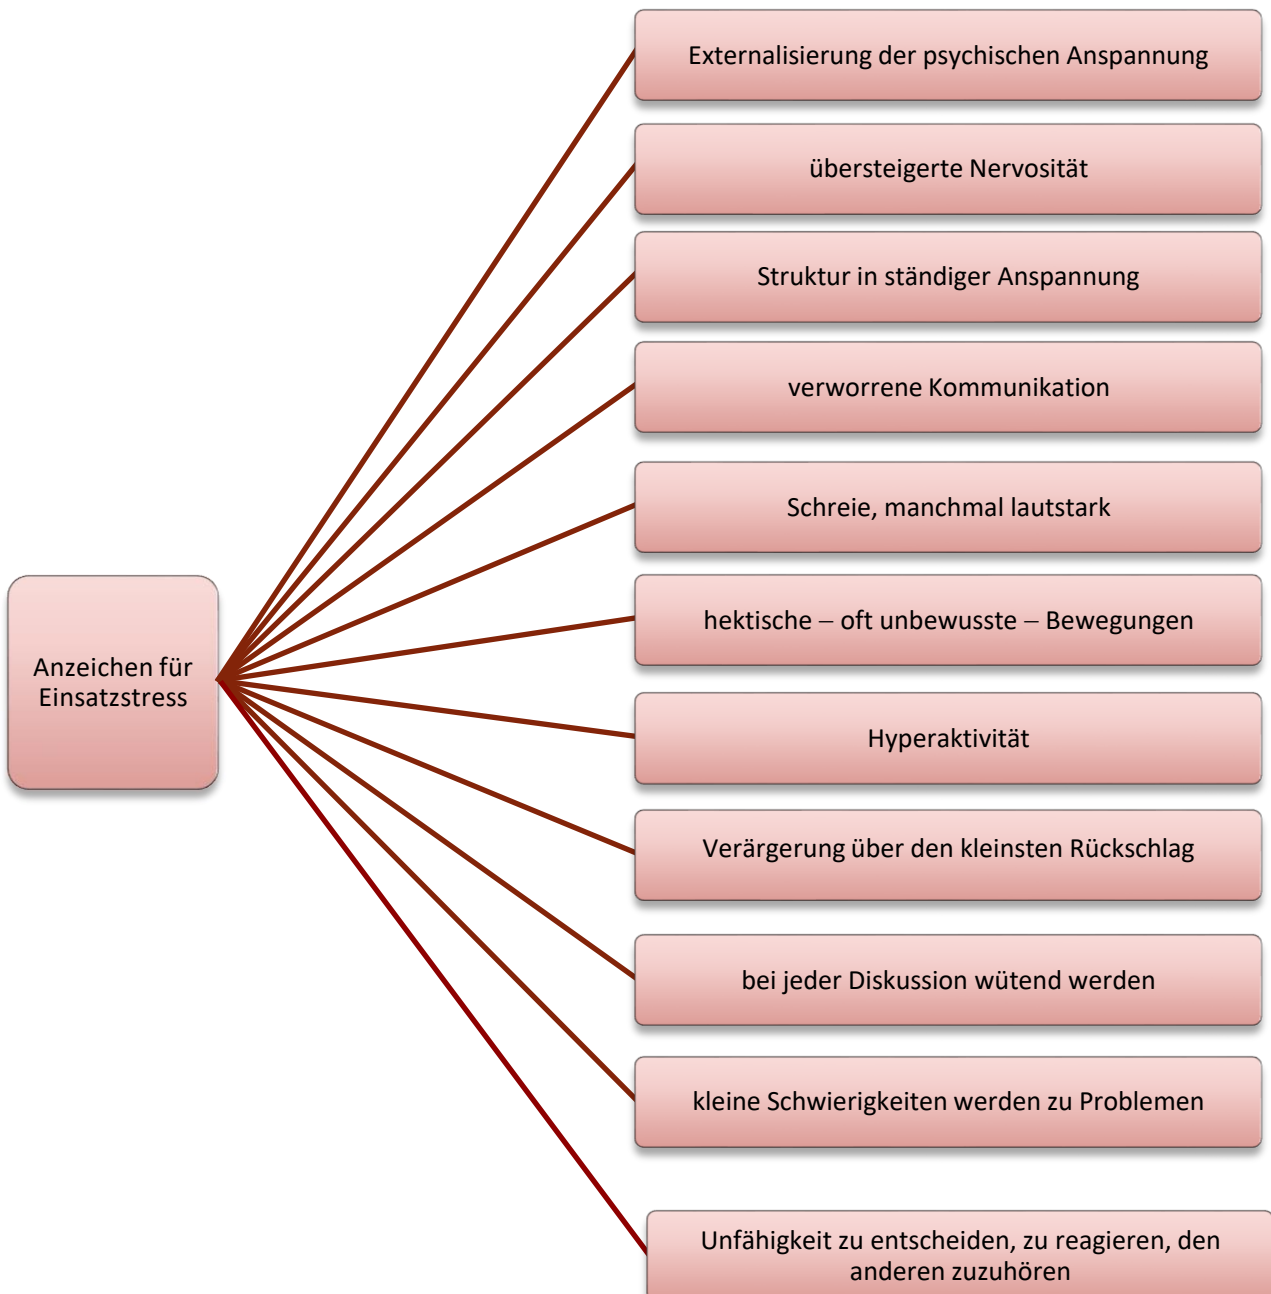 Externalisierung der psychischen Anspannung
übersteigerte Nervosität
Struktur in ständiger Anspannung
verworrene Kommunikation
Schreie, manchmal lautstark
Anzeichen für
Einsatzstress
hektische – oft unbewusste – Bewegungen
Hyperaktivität
Verärgerung über den kleinsten Rückschlag
bei jeder Diskussion wütend werden
kleine Schwierigkeiten werden zu Problemen
Unfähigkeit zu entscheiden, zu reagieren, den
anderen zuzuhören